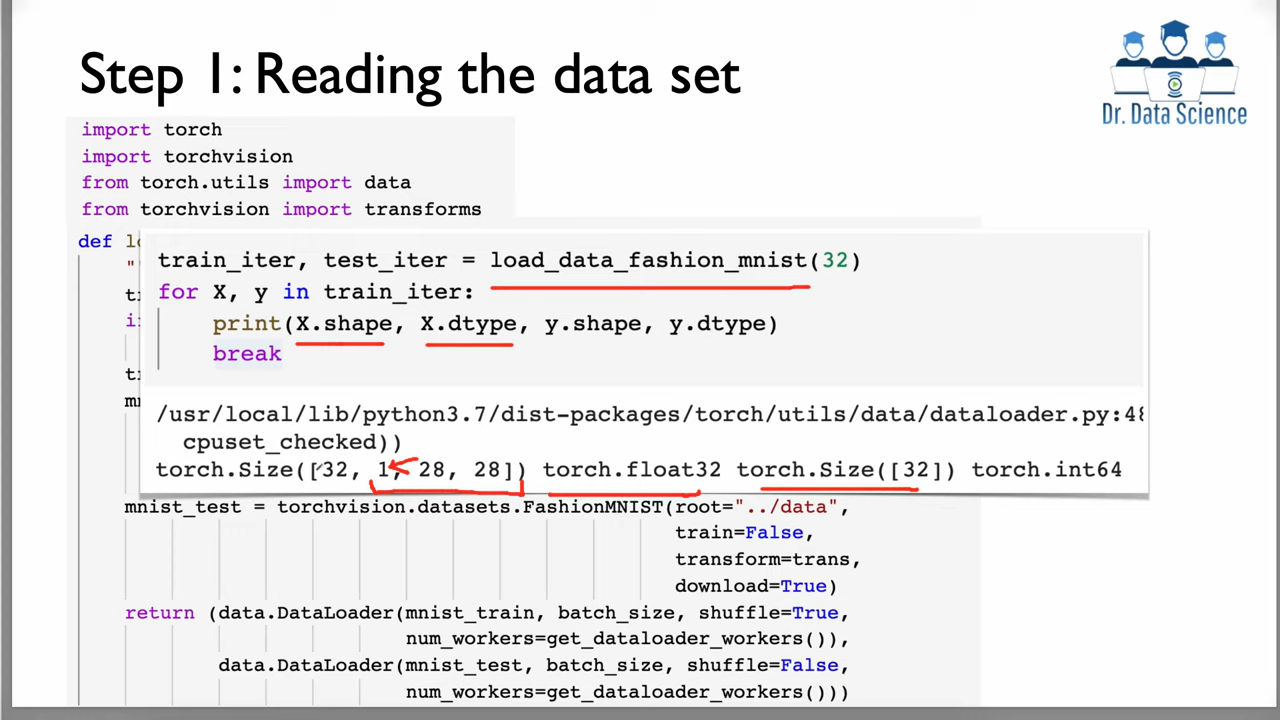 Step 1: Reading the data set
Dr. Data Science
import torch
import torchvision
from torch.utils import data
from torchvision import transforms
def
train_iter, test_iter = load_data_fashion_mnist(32)
for X, y in train_iter:
print(X.shape, X.dtype, y.shape, y.dtype)
break
/usr/local/lib/python3.7/dist-packages/torch/utils/data/dataloader.py:48
cpuset_checked))
torch.Size([32, 1, 28, 28]) torch.float32 torch.Size([32]) torch.int64
mnist_test = torchvision.datasets.FashionMNIST(root="../data",
train=False,
transform=trans,
download=True)
return (data.DataLoader(mnist_train, batch_size, shuffle=True,
num_workers=get_dataloader_workers()),
data.DataLoader(mnist_test, batch_size, shuffle=False,
num_workers=get_dataloader_workers()))